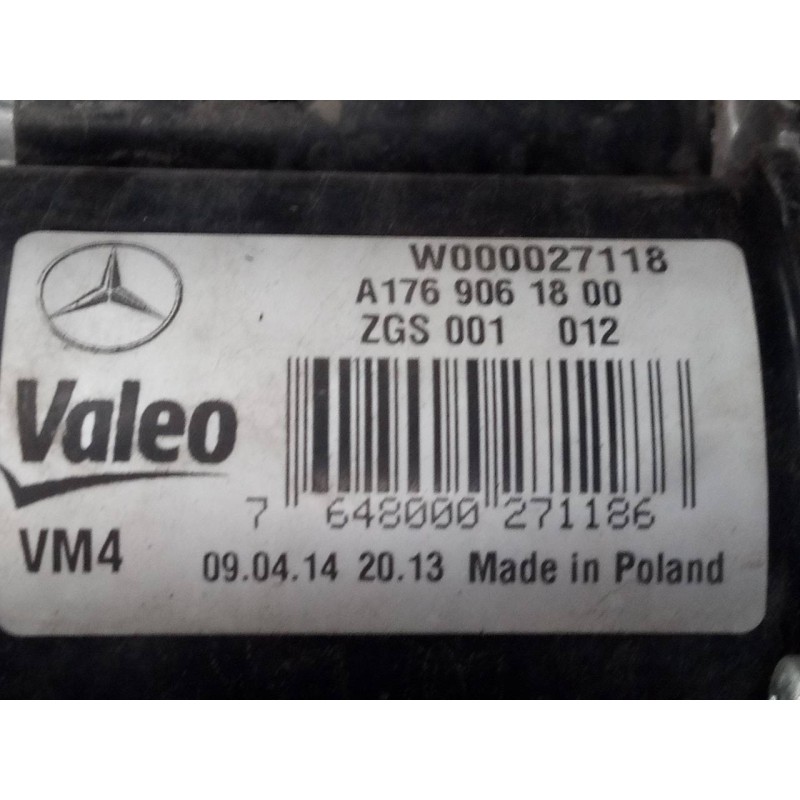 W000027118
A176 906 18 00
ZGS 001 012
Valeo
7 648000 271186
VM4
09.04.14 20.13 Made in Poland